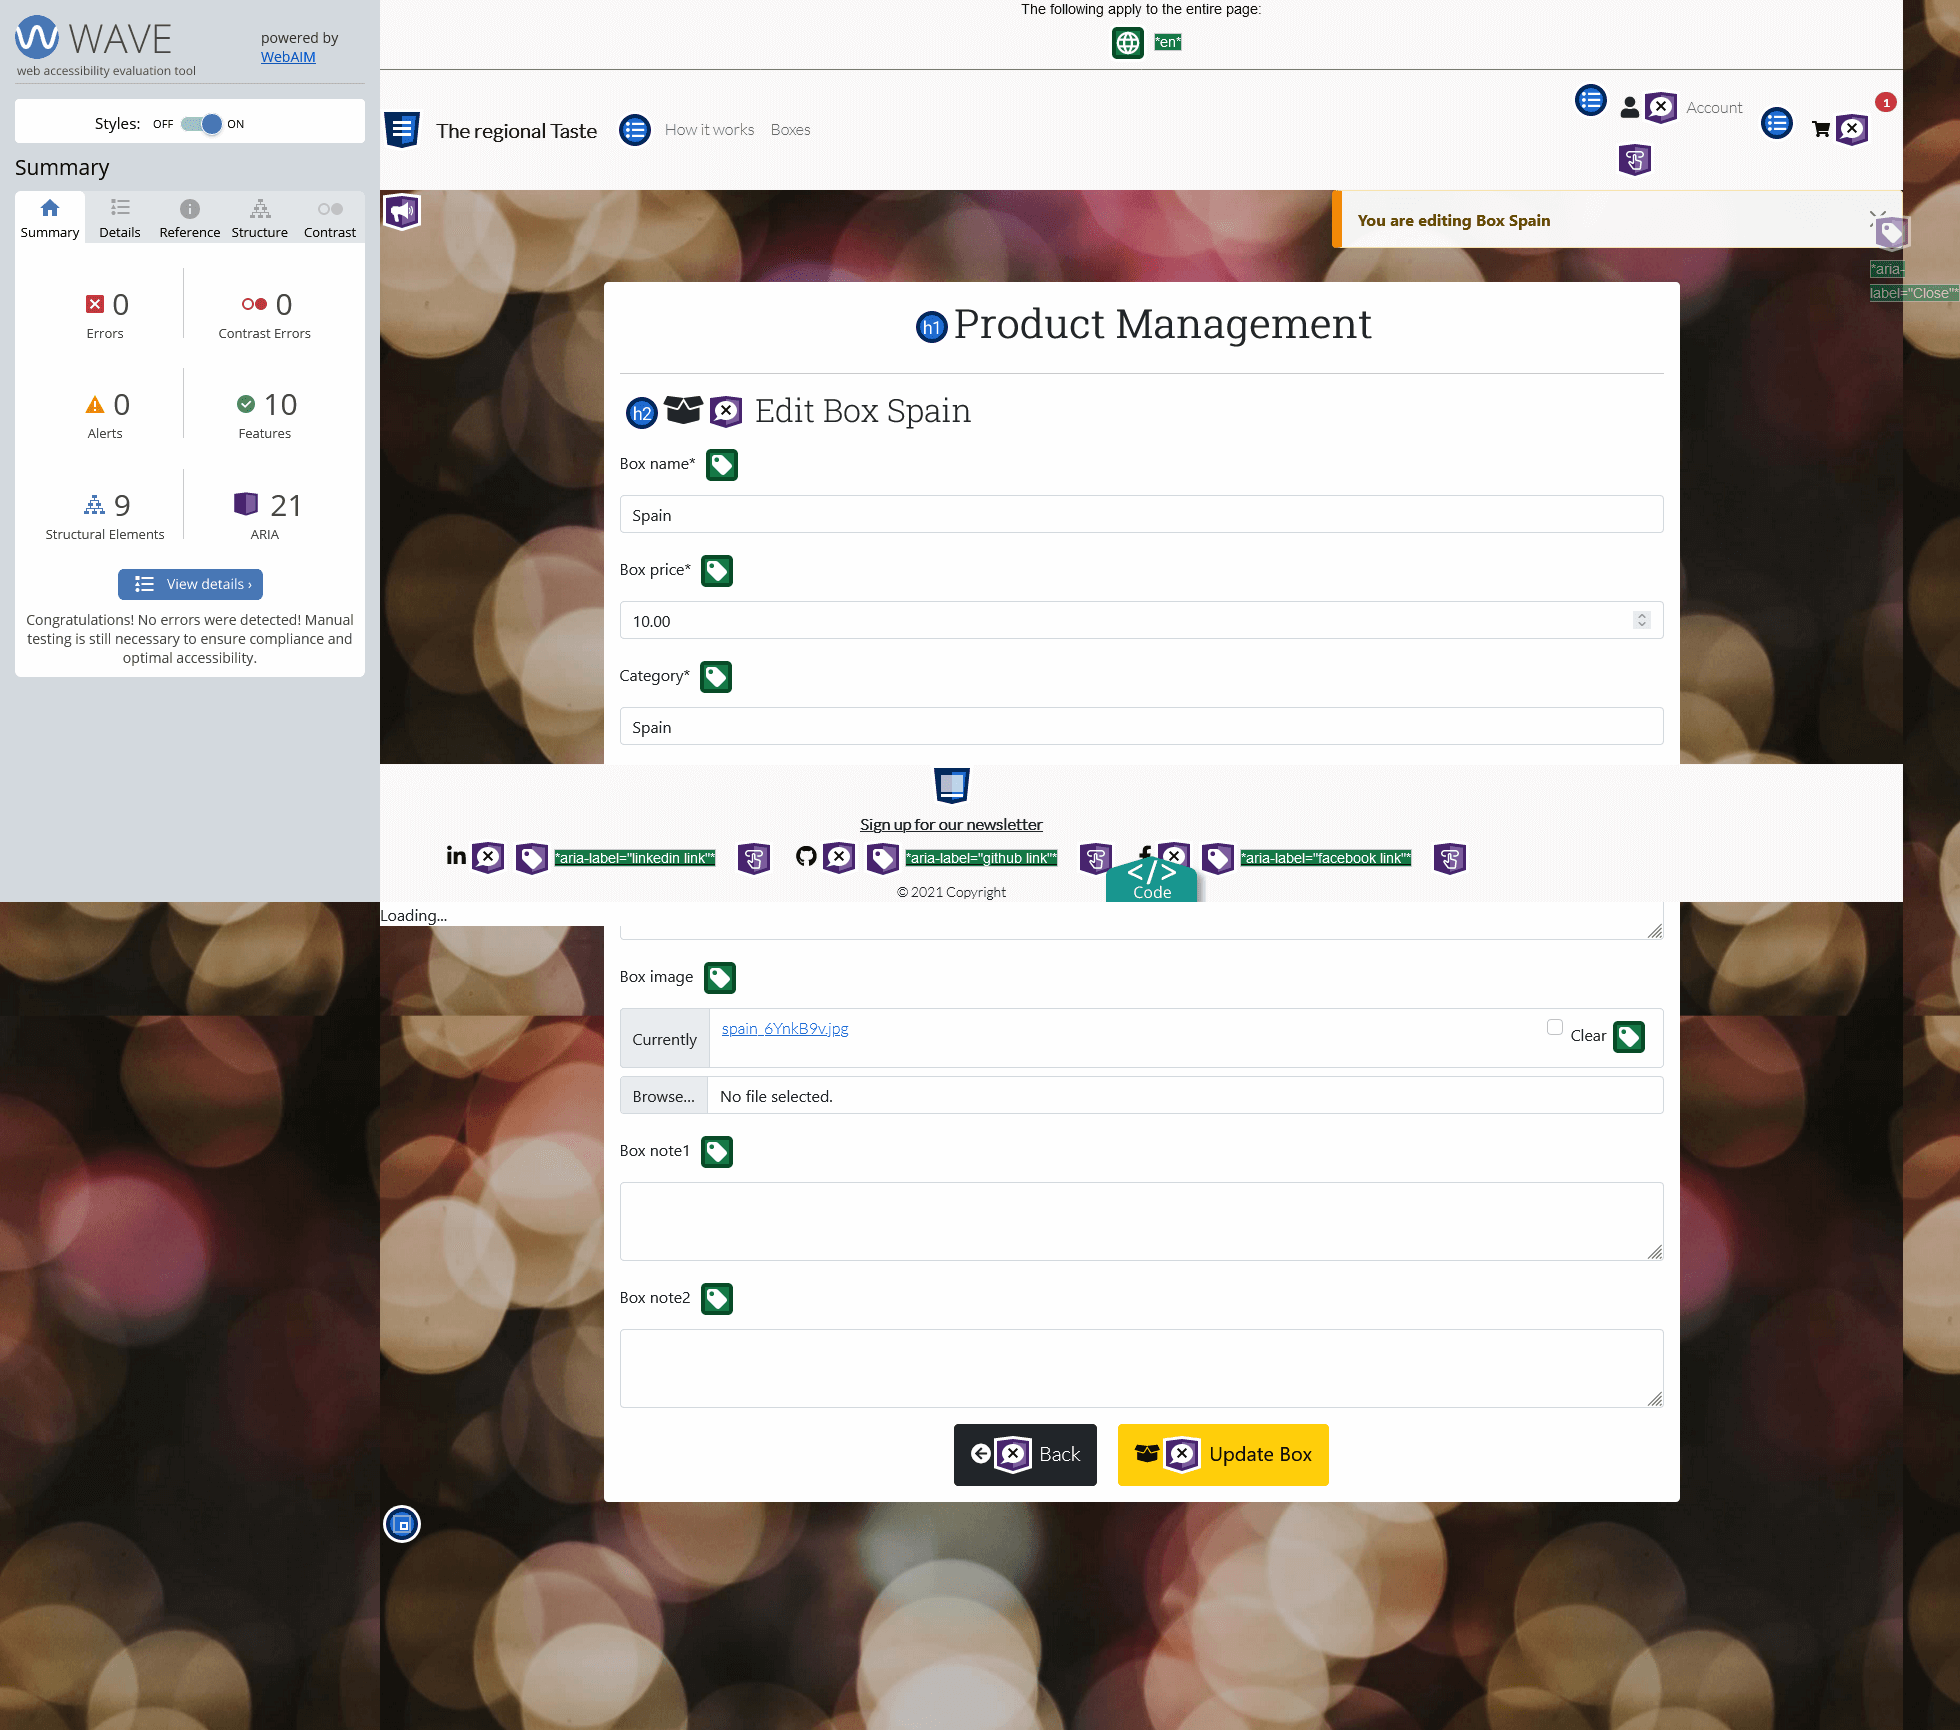 WAVE
web accessibility evaluation tool
powered by
WebAIM
Styles: OFF ON
Summary
Summary Details Reference Structure Contrast
0 0
Errors Contrast Errors
0 10
Alerts Features
9 21
Structural Elements ARIA
View details ›
Congratulations! No errors were detected! Manual
testing is still necessary to ensure compliance and
optimal accessibility.
The following apply to the entire page:
*en*
The regional Taste How it works Boxes Account 1
You are editing Box Spain
*aria-
label="Close"*
h1 Product Management
h2 Edit Box Spain
Box name*
Spain
Box price*
10.00
Category*
Spain
Sign up for our newsletter
*aria-label="linkedin link"* *aria-label="github link"* *aria-label="facebook link"*
</>
Code
© 2021 Copyright
Loading...
Box image
Currently spain_6YnkB9v.jpg Clear
Browse... No file selected.
Box note1
Box note2
Back Update Box